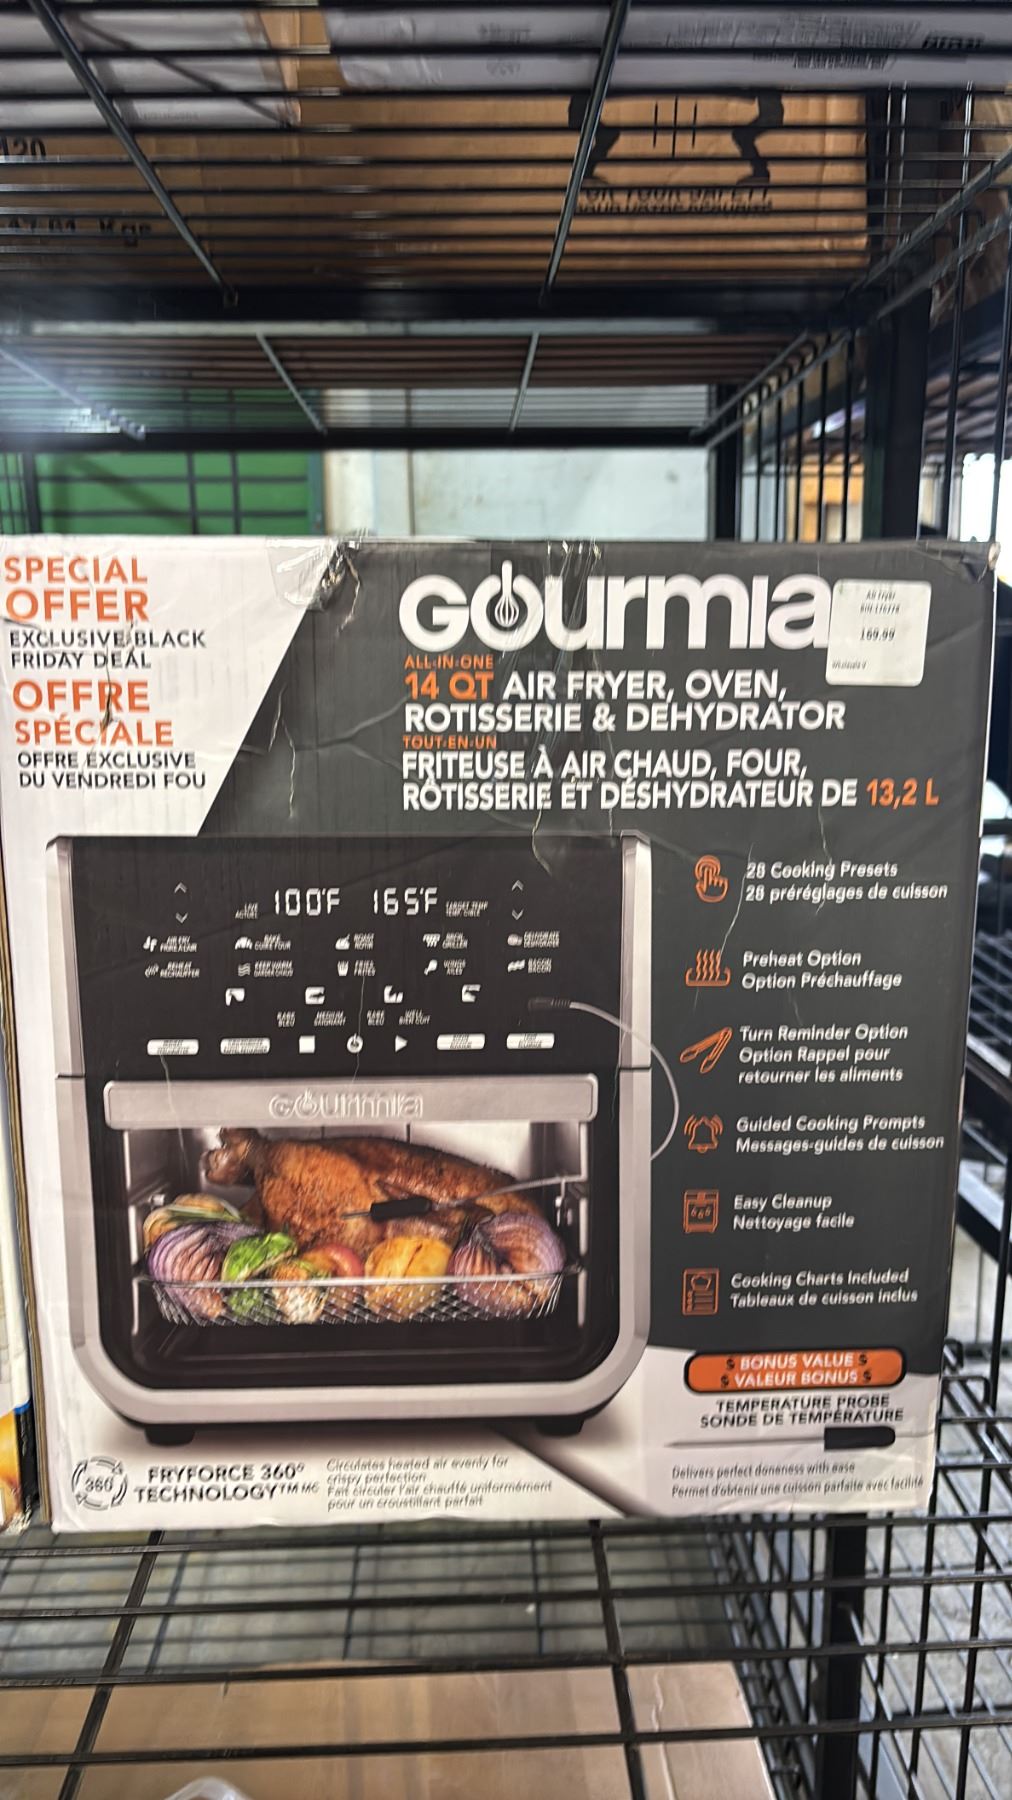 120
SPECIAL
OFFER
EXCLUSIVE BLACK
FRIDAY DEAL
OFFRE
SPÉCIALE
OFFRE EXCLUSIVE
DU VENDREDI FOU
GOURMIA
Air Fryer
169.99
ALL-IN-ONE
14 QT AIR FRYER, OVEN,
ROTISSERIE & DEHYDRATOR
TOUT-EN-UN
FRITEUSE À AIR CHAUD, FOUR,
RÔTISSERIE ET DÉSHYDRATEUR DE 13,2 L
100°F 165°F
GOURMIA
28 Cooking Presets
28 préréglages de cuisson
Preheat Option
Option Préchauffage
Turn Reminder Option
Option Rappel pour
retourner les aliments
Guided Cooking Prompts
Messages-guides de cuisson
Easy Cleanup
Nettoyage facile
Cooking Charts Included
Tableaux de cuisson inclus
$ BONUS VALUE $
$ VALEUR BONUS $
TEMPERATURE PROBE
SONDE DE TEMPÉRATURE
Delivers perfect doneness with ease
Permet d'obtenir une cuisson parfaite avec facilité
360°
FRYFORCE 360°
TECHNOLOGY™ MC
Circulates heated air evenly for
crispy perfection
Fait circuler l'air chauffé uniformément
pour un croustillant parfait